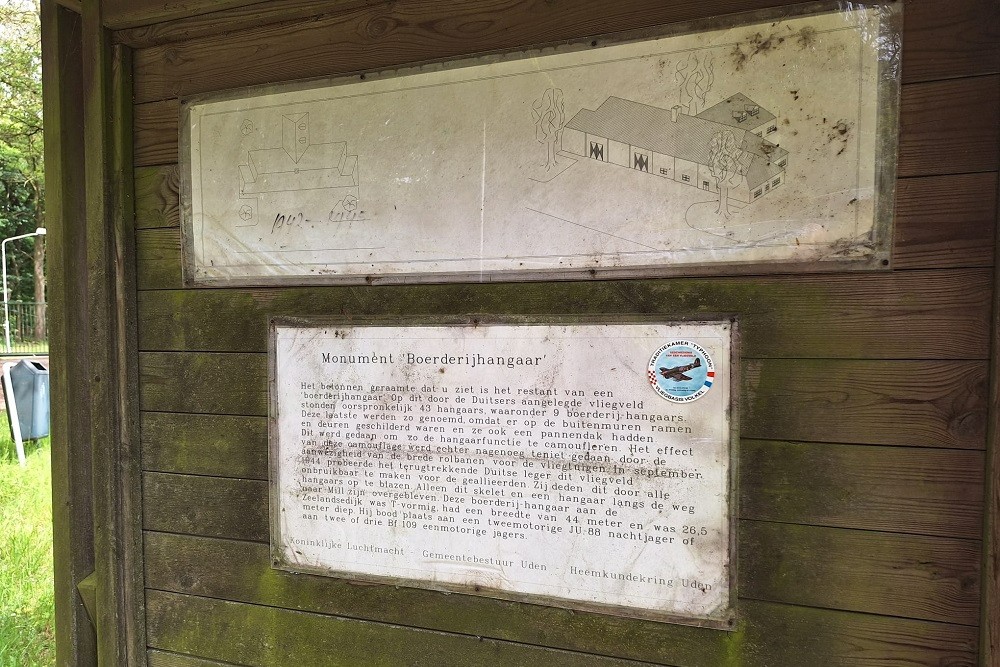 1943 - 1945
Monument 'Boerderijhangaar'
TRADITIEKAMER "TYPHOON"
VLIEGBASIS VOLKEL
Het betonnen geraamte dat u ziet is het restant van een
'boerderijhangaar'. Op dit door de Duitsers aangelegde vliegveld
stonden oorspronkelijk 43 hangaars, waaronder 9 boerderij-hangaars.
Deze laatste werden zo genoemd, omdat er op de buitenmuren ramen
en deuren geschilderd waren en ze ook een pannendak hadden
Dit werd gedaan om zo de hangaarfunctie te camoufleren. Het effect
van deze camouflage werd echter nagenoeg teniet gedaan door de
aanwezigheid van de brede rolbanen voor de vliegtuigen. In september
1944 probeerde het terugtrekkende Duitse leger dit vliegveld
onbruikbaar te maken voor de geallieerden. Zij deden dit door alle
hangaars op te blazen. Alleen dit skelet en een hangaar langs de weg
naar Mill zijn overgebleven. Deze boerderij-hangaar aan de
Zeelandsedijk was T-vormig, had een breedte van 44 meter en was 26,5
meter diep. Hij bood plaats aan een tweemotorige JU-88 nachtjager of
aan twee of drie Bf 109 eenmotorige jagers.
Koninklijke Luchtmacht - Gemeentebestuur Uden - Heemkundekring Uden